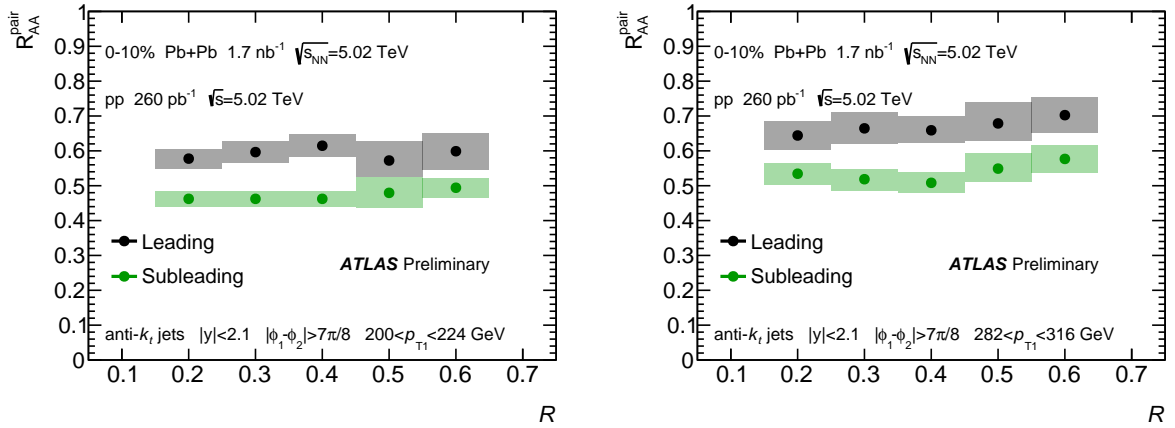 R_AA^pair
1
0.9
0-10% Pb+Pb 1.7 nb⁻¹ √s_NN=5.02 TeV
0.8
pp 260 pb⁻¹ √s=5.02 TeV
0.7
0.6
0.5
0.4
Leading
0.3
Subleading
ATLAS Preliminary
0.2
0.1
anti-k_t jets |y|<2.1 |ϕ₁-ϕ₂|>7π/8 200<p_T1<224 GeV
0
0.1 0.2 0.3 0.4 0.5 0.6 0.7
R
R_AA^pair
1
0.9
0-10% Pb+Pb 1.7 nb⁻¹ √s_NN=5.02 TeV
0.8
pp 260 pb⁻¹ √s=5.02 TeV
0.7
0.6
0.5
0.4
Leading
0.3
Subleading
ATLAS Preliminary
0.2
0.1
anti-k_t jets |y|<2.1 |ϕ₁-ϕ₂|>7π/8 282<p_T1<316 GeV
0
0.1 0.2 0.3 0.4 0.5 0.6 0.7
R